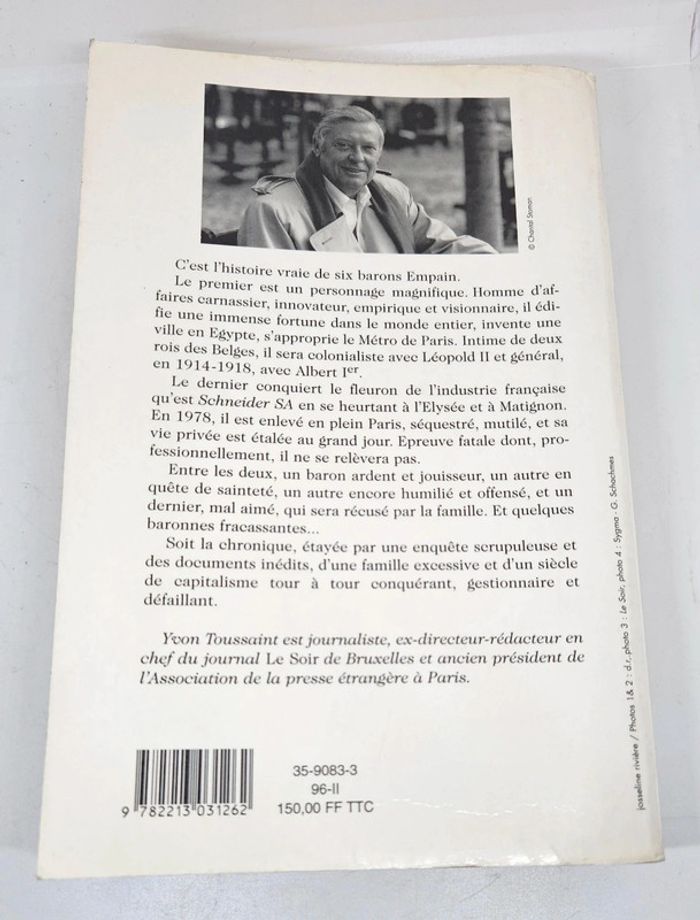 © Chantal Stoman
C'est l'histoire vraie de six barons Empain.
Le premier est un personnage magnifique. Homme d'af-
faires carnassier, innovateur, empirique et visionnaire, il édi-
fie une immense fortune dans le monde entier, invente une
ville en Egypte, s'approprie le Métro de Paris. Intime de deux
rois des Belges, il sera colonialiste avec Léopold II et général,
en 1914-1918, avec Albert Ier.
Le dernier conquiert le fleuron de l'industrie française
qu'est Schneider SA en se heurtant à l'Elysée et à Matignon.
En 1978, il est enlevé en plein Paris, séquestré, mutilé, et sa
vie privée est étalée au grand jour. Epreuve fatale dont, pro-
fessionnellement, il ne se relèvera pas.
Entre les deux, un baron ardent et jouisseur, un autre en
quête de sainteté, un autre encore humilié et offensé, et un
dernier, mal aimé, qui sera récusé par la famille. Et quelques
baronnes fracassantes...
Soit la chronique, étayée par une enquête scrupuleuse et
des documents inédits, d'une famille excessive et d'un siècle
de capitalisme tour à tour conquérant, gestionnaire et
défaillant.
Yvon Toussaint est journaliste, ex-directeur-rédacteur en
chef du journal Le Soir de Bruxelles et ancien président de
l'Association de la presse étrangère à Paris.
josseline rivière / Photos 1 & 2 : d.r, photo 3 : Le Soir, photo 4 : Sygma - G. Schachmes
9 782213 031262
35-9083-3
96-II
150,00 FF TTC